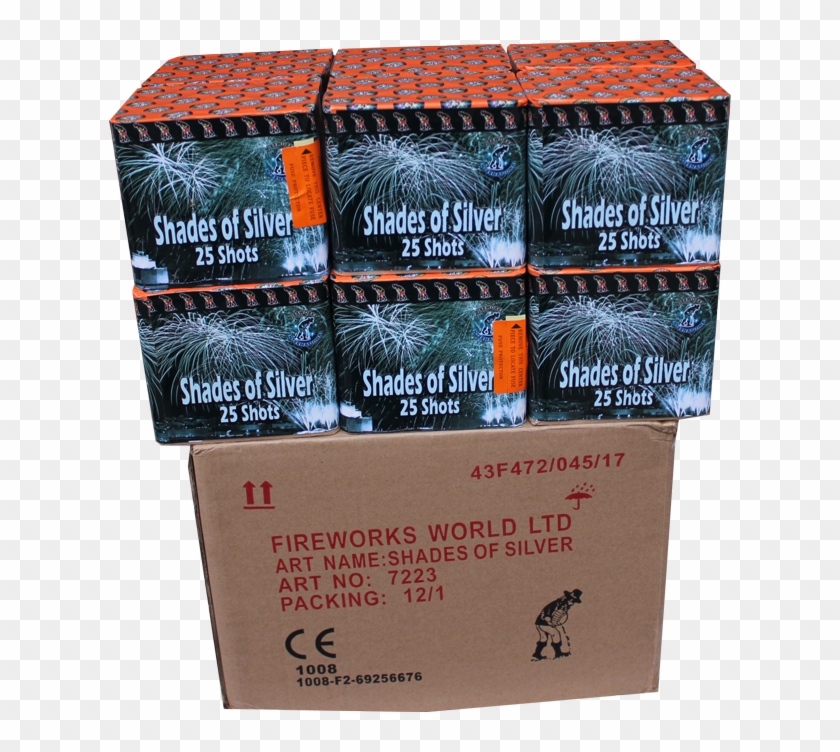 Shades of Silver
25 Shots
Shades of Silver
25 Shots
Shades of Silver
25 Shots
Shades of Silver
25 Shots
Shades of Silver
25 Shots
Shades of Silver
25 Shots
43F472/045/17
FIREWORKS WORLD LTD
ART NAME:SHADES OF SILVER
ART NO: 7223
PACKING: 12/1
CE
1008
1008-F2-69256676